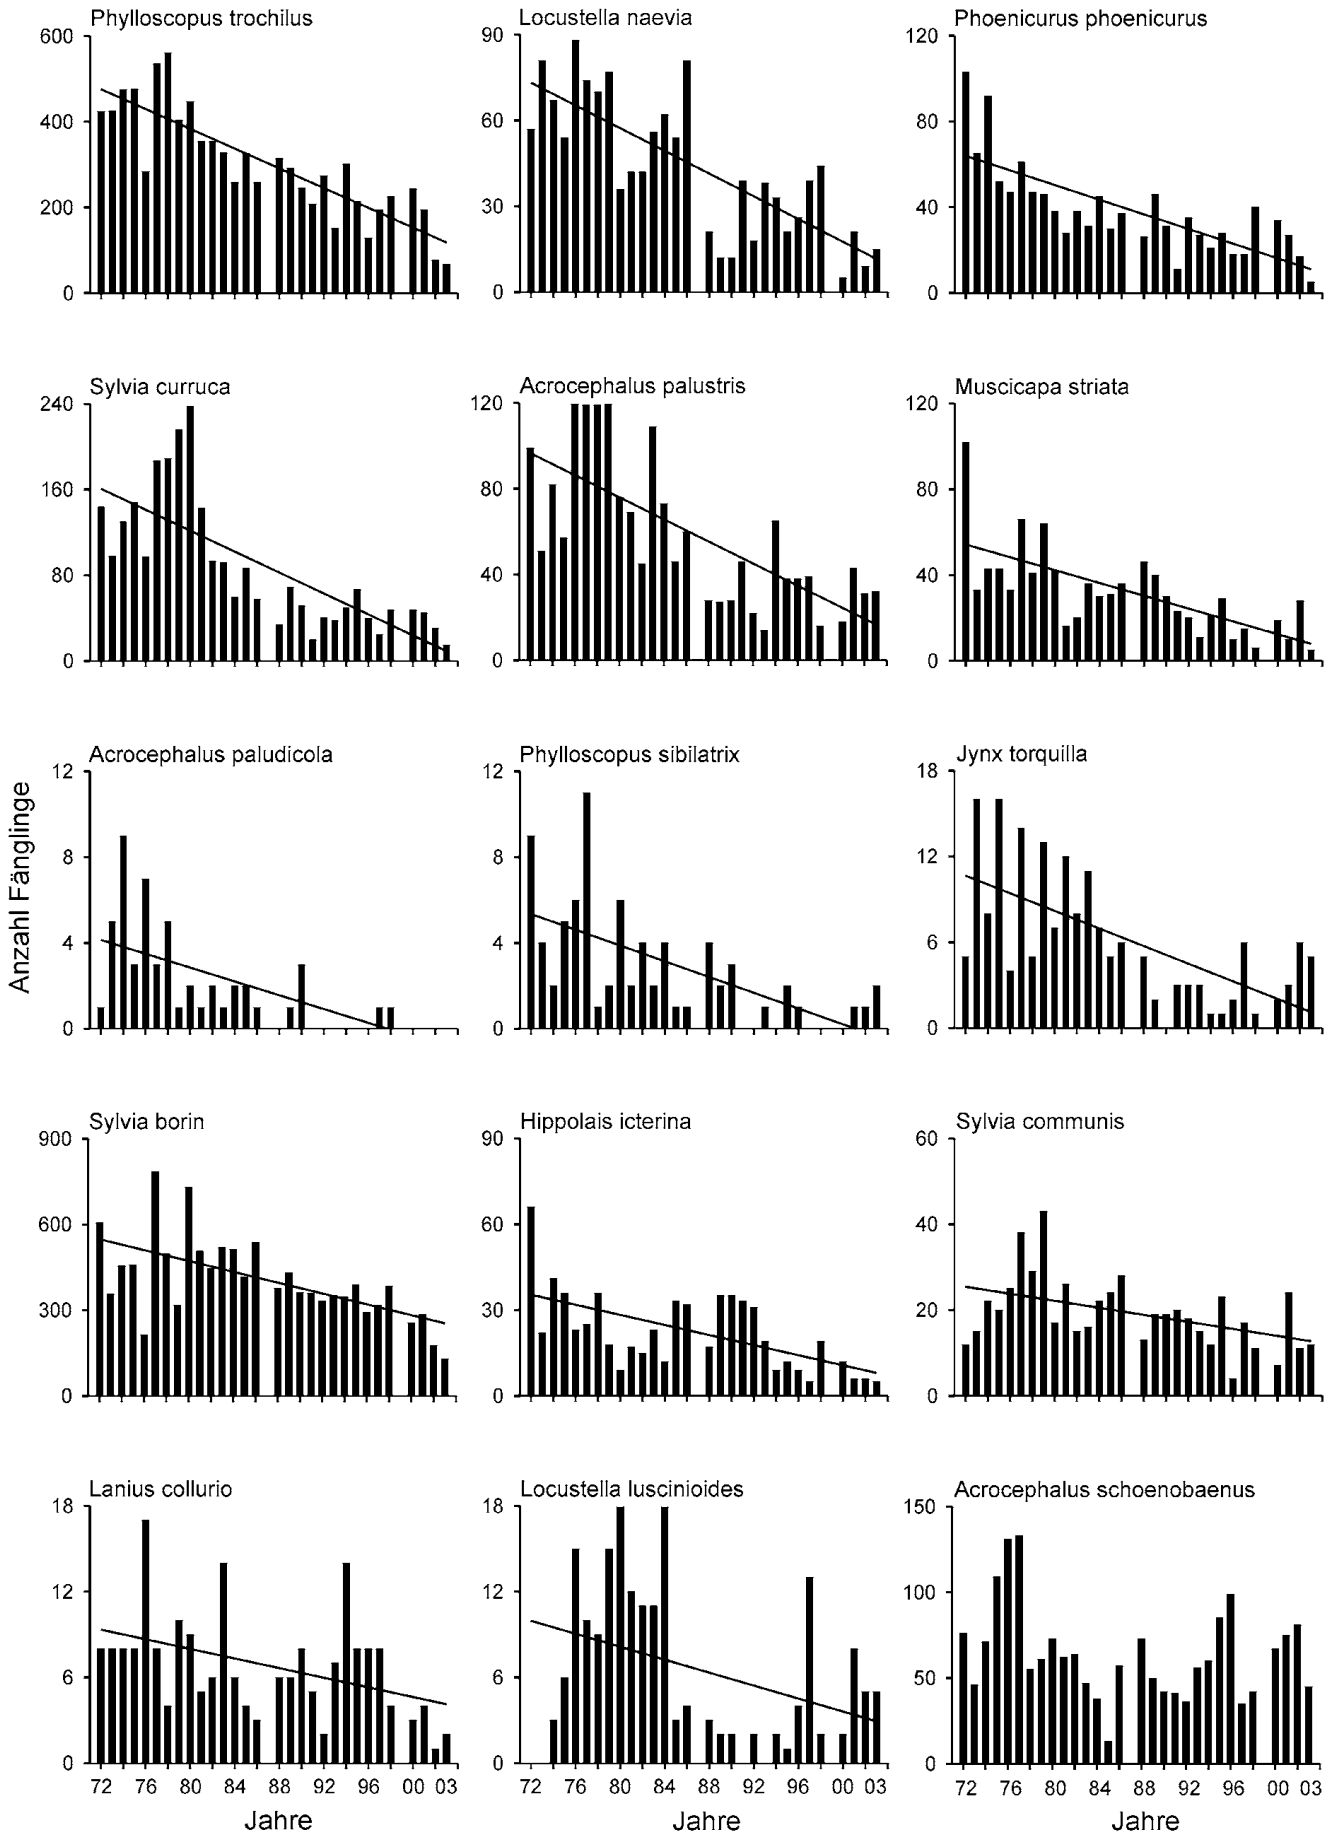 Phylloscopus trochilus
600
400
200
0
Locustella naevia
90
60
30
0
Phoenicurus phoenicurus
120
80
40
0
Sylvia curruca
240
160
80
0
Acrocephalus palustris
120
80
40
0
Muscicapa striata
120
80
40
0
Anzahl Fänglinge
Acrocephalus paludicola
12
8
4
0
Phylloscopus sibilatrix
12
8
4
0
Jynx torquilla
18
12
6
0
Sylvia borin
900
600
300
0
Hippolais icterina
90
60
30
0
Sylvia communis
60
40
20
0
Lanius collurio
18
12
6
0
72 76 80 84 88 92 96 00 03
Jahre
Locustella luscinioides
18
12
6
0
72 76 80 84 88 92 96 00 03
Jahre
Acrocephalus schoenobaenus
150
100
50
0
72 76 80 84 88 92 96 00 03
Jahre